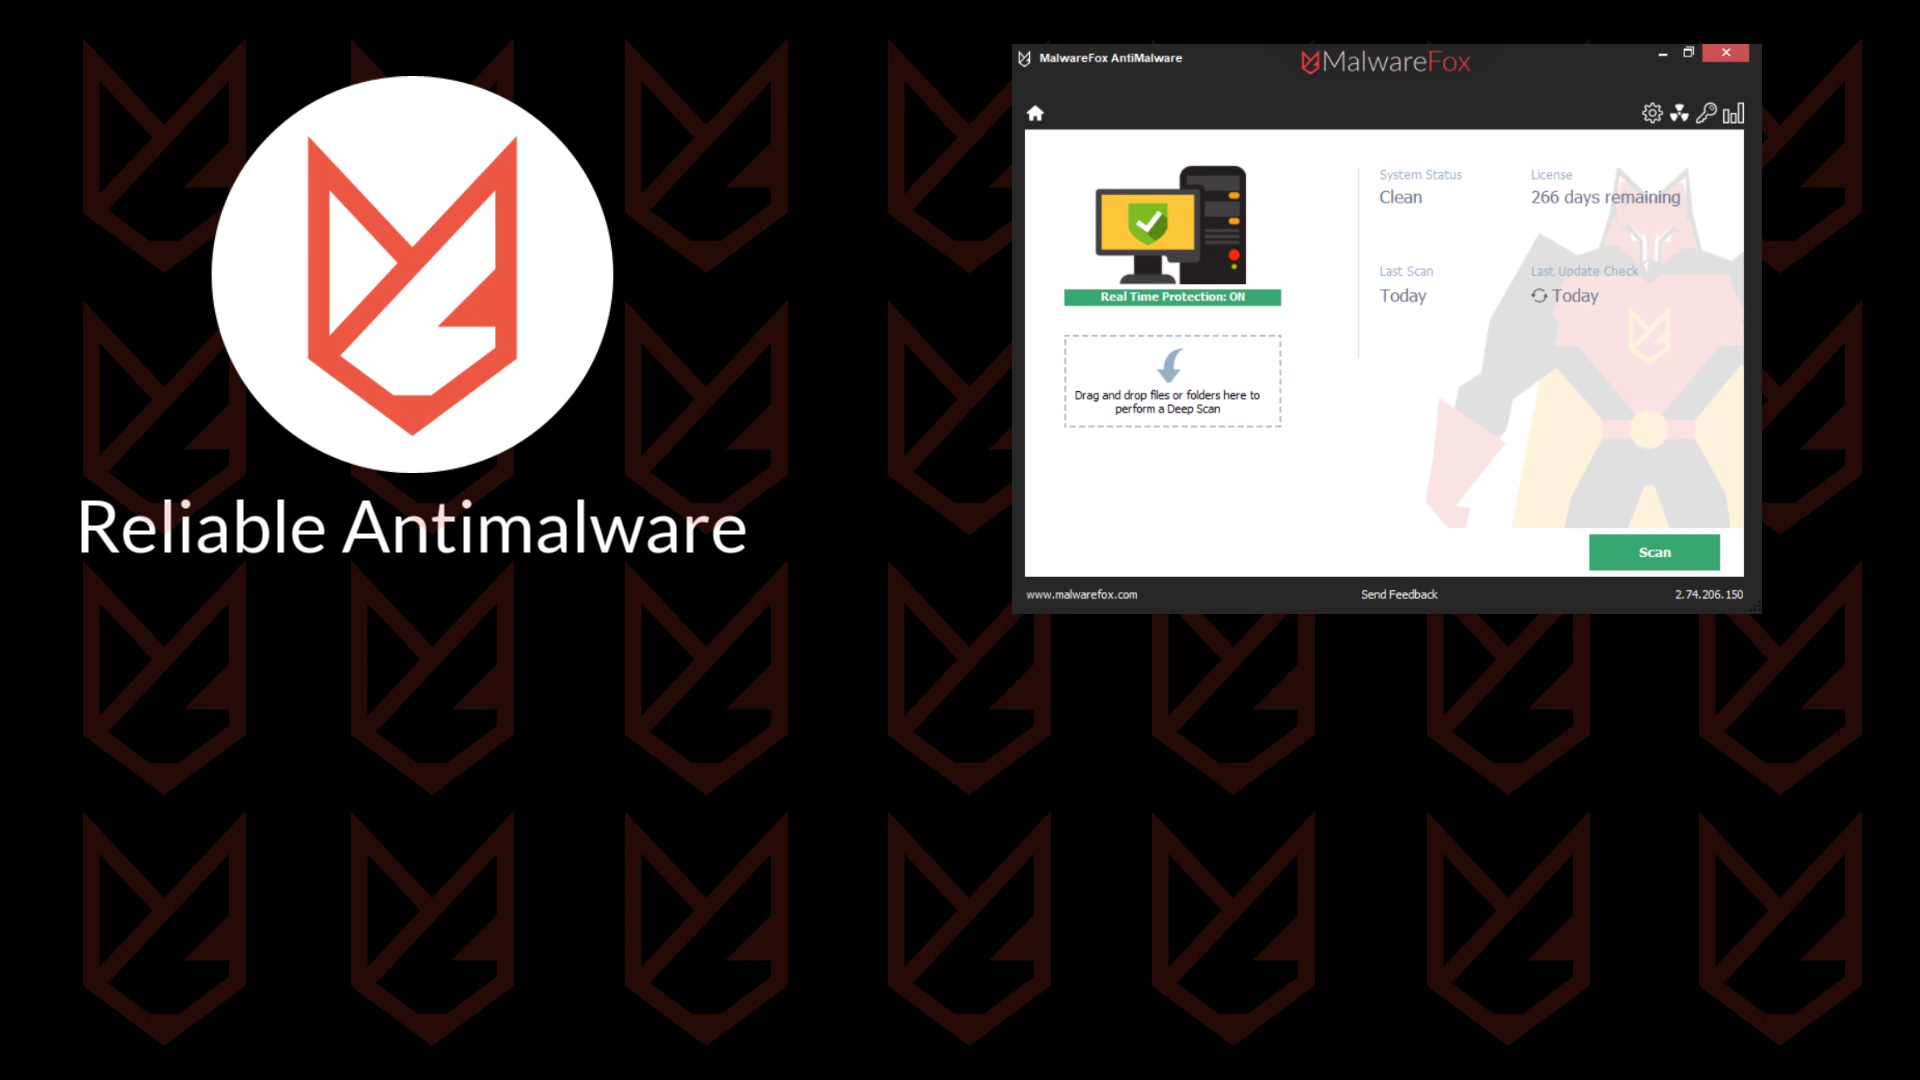 Reliable Antimalware
MalwareFox AntiMalware
MalwareFox
Real Time Protection: ON
Drag and drop files or folders here to
perform a Deep Scan
System Status
Clean
License
266 days remaining
Last Scan
Today
Last Update Check
Today
Scan
www.malwarefox.com
Send Feedback
2.74.206.150